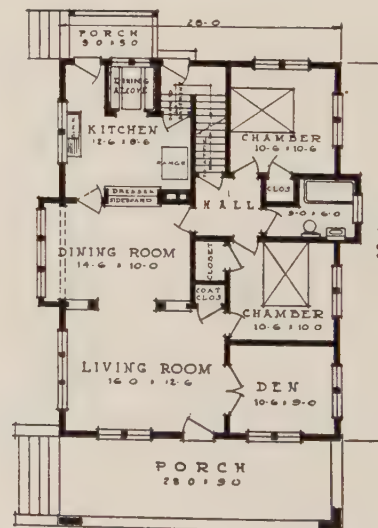 28-0
PORCH
9-0 x 5-0
DINING
ALCOVE
KITCHEN
12-6 x 8-6
RANGE
CHAMBER
10-6 x 10-6
DRESSER
SIDEBOARD
HALL
CLOS
9-0 x 6-0
DINING ROOM
14-6 x 10-0
CLOSET
COAT
CLOS
CHAMBER
10-6 x 10-0
LIVING ROOM
16-0 x 12-6
DEN
10-6 x 9-0
PORCH
28-0 x 9-0